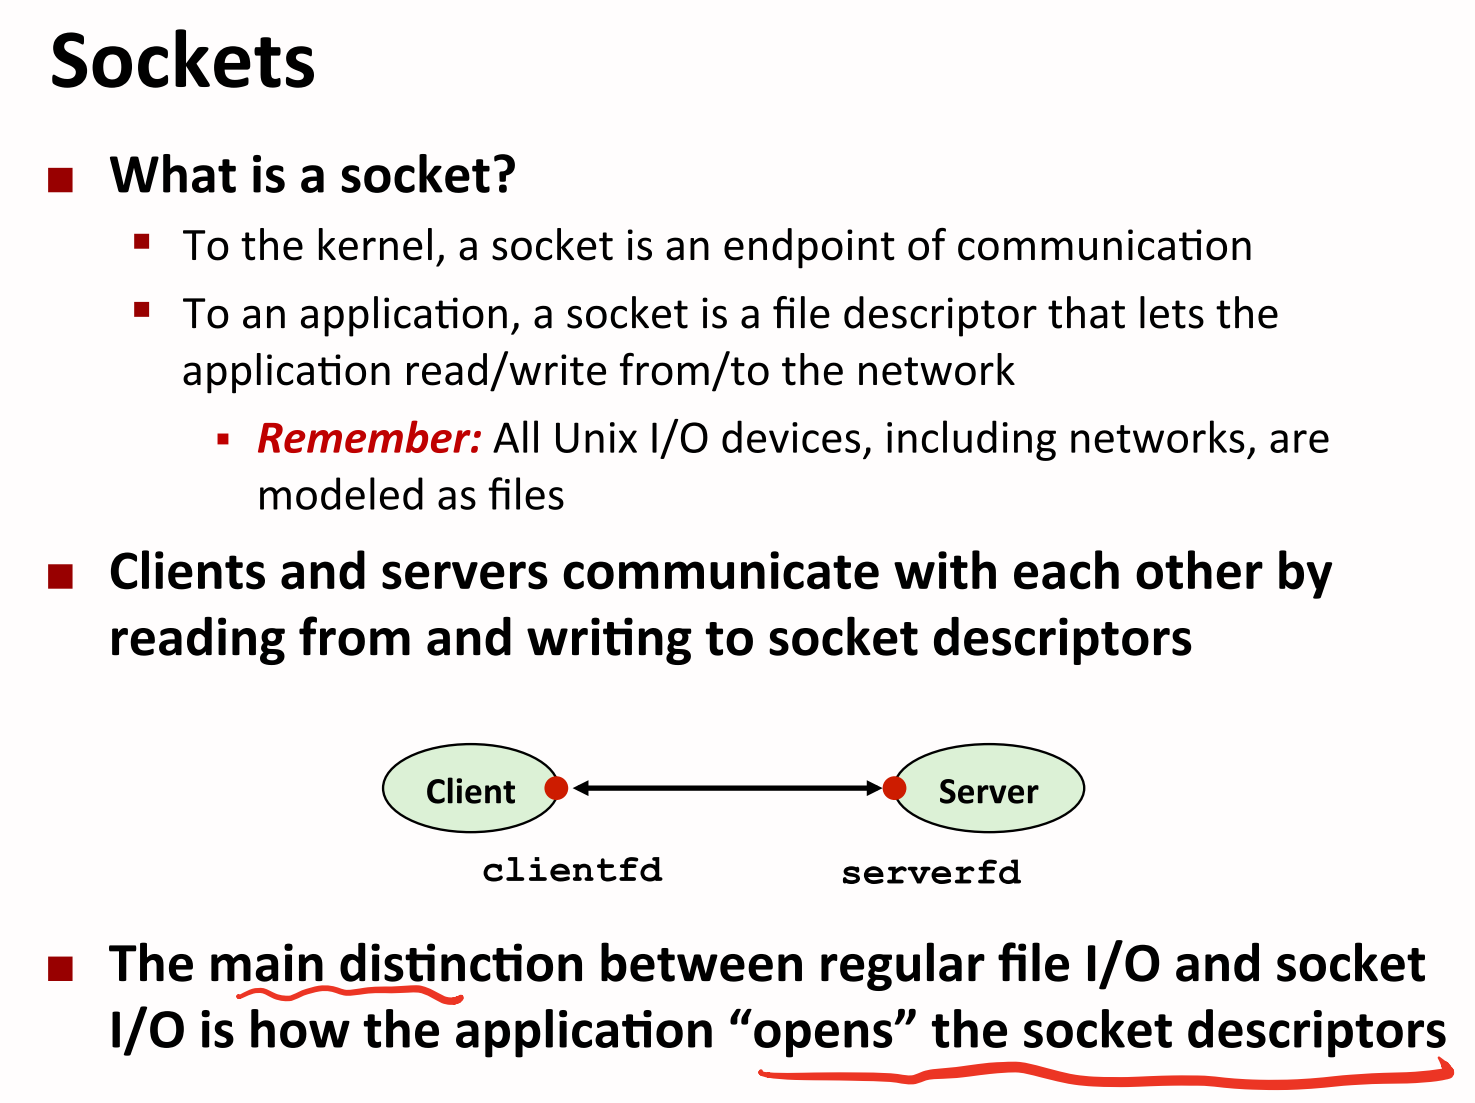 Sockets
What is a socket?
To the kernel, a socket is an endpoint of communication
To an application, a socket is a file descriptor that lets the
application read/write from/to the network
Remember: All Unix I/O devices, including networks, are
modeled as files
Clients and servers communicate with each other by
reading from and writing to socket descriptors
Client Server
clientfd serverfd
The main distinction between regular file I/O and socket
I/O is how the application “opens” the socket descriptors